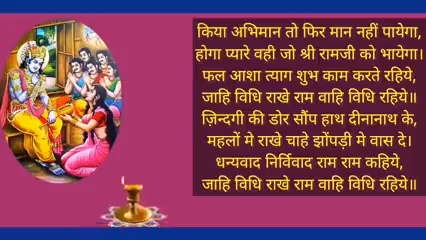 किया अभिमान तो फिर मान नहीं पायेगा,
होगा प्यारे वही जो श्री रामजी को भायेगा।
फल आशा त्याग शुभ काम करते रहिये,
जाहि विधि राखे राम वाहि विधि रहिये॥
ज़िन्दगी की डोर सौंप हाथ दीनानाथ के,
महलों मे राखे चाहे झोंपड़ी मे वास दे।
धन्यवाद निर्विवाद राम राम कहिये,
जाहि विधि राखे राम वाहि विधि रहिये॥